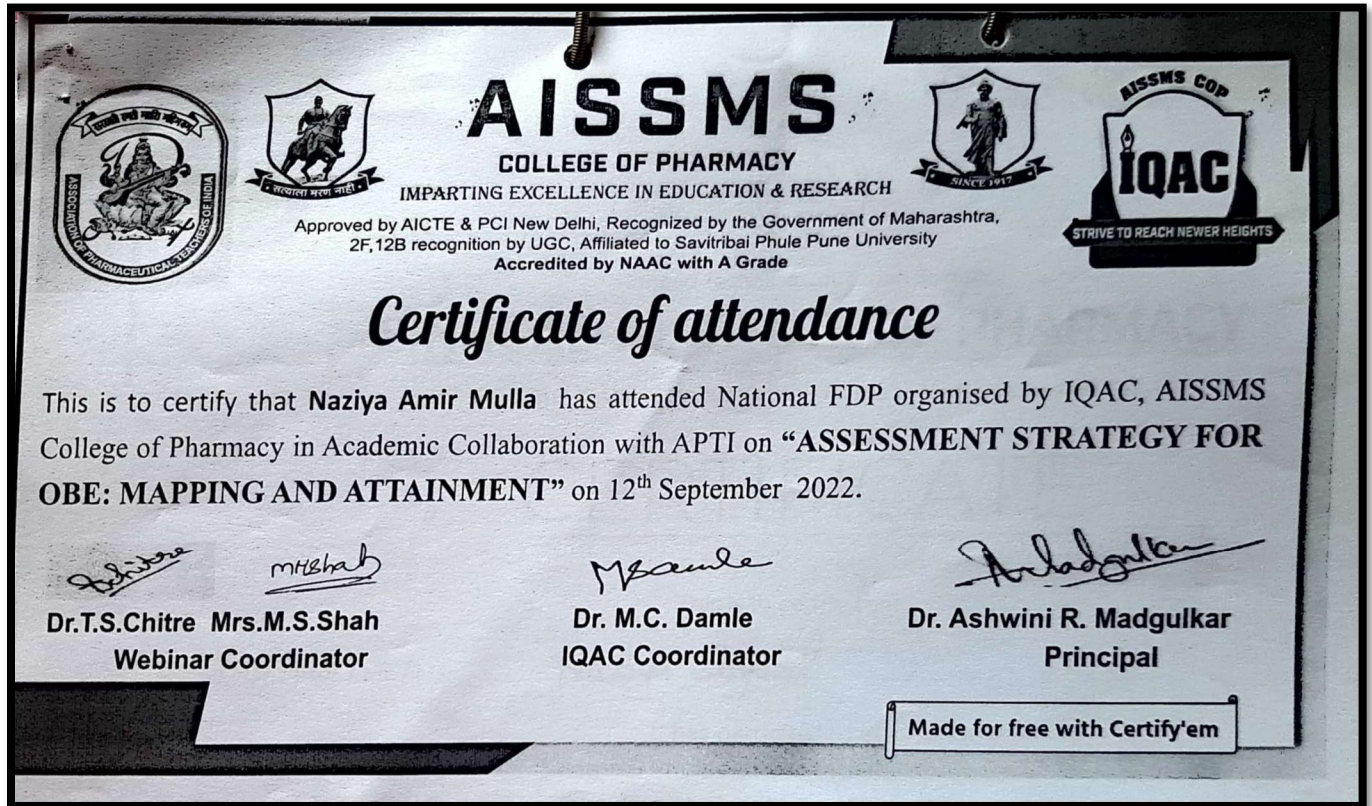 AISSMS
COLLEGE OF PHARMACY
IMPARTING EXCELLENCE IN EDUCATION & RESEARCH
Approved by AICTE & PCI New Delhi, Recognized by the Government of Maharashtra,
2F,12B recognition by UGC, Affiliated to Savitribai Phule Pune University
Accredited by NAAC with A Grade
ASSOCIATION OF PHARMACEUTICAL TEACHERS OF INDIA
सत्याला मरण नाही
SINCE 1917
AISSMS COP
IQAC
STRIVE TO REACH NEWER HEIGHTS
Certificate of attendance
This is to certify that Naziya Amir Mulla has attended National FDP organised by IQAC, AISSMS
College of Pharmacy in Academic Collaboration with APTI on “ASSESSMENT STRATEGY FOR
OBE: MAPPING AND ATTAINMENT” on 12th September 2022.
Dr.T.S.Chitre Mrs.M.S.Shah
Webinar Coordinator
Dr. M.C. Damle
IQAC Coordinator
Dr. Ashwini R. Madgulkar
Principal
Made for free with Certify'em